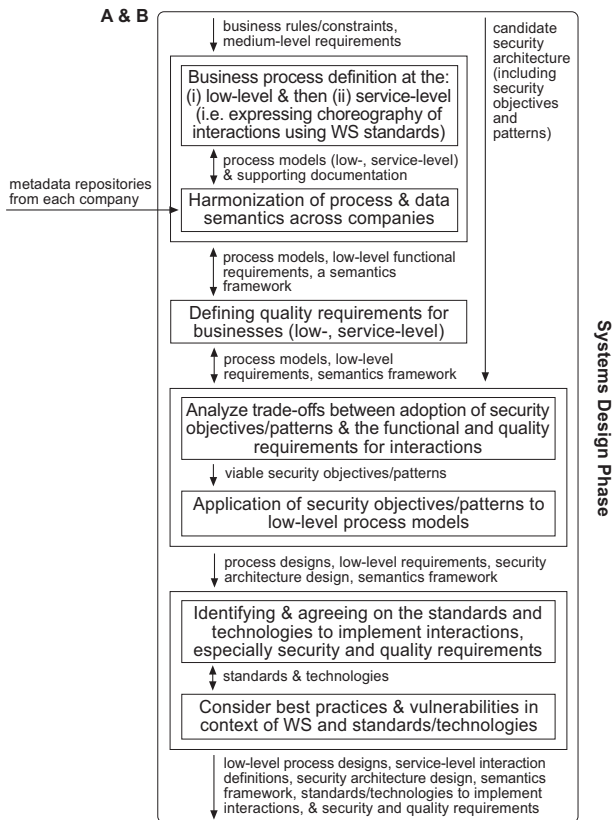 A & B
business rules/constraints,
medium-level requirements
candidate
security
architecture
(including
security
objectives
and
patterns)
Business process definition at the:
(i) low-level & then (ii) service-level
(i.e. expressing choreography of
interactions using WS standards)
process models (low-, service-level)
& supporting documentation
metadata repositories
from each company
Harmonization of process & data
semantics across companies
process models, low-level functional
requirements, a semantics
framework
Defining quality requirements for
businesses (low-, service-level)
process models, low-level
requirements, semantics framework
Systems Design Phase
Analyze trade-offs between adoption of security
objectives/patterns & the functional and quality
requirements for interactions
viable security objectives/patterns
Application of security objectives/patterns to
low-level process models
process designs, low-level requirements, security
architecture design, semantics framework
Identifying & agreeing on the standards and
technologies to implement interactions,
especially security and quality requirements
standards & technologies
Consider best practices & vulnerabilities in
context of WS and standards/technologies
low-level process designs, service-level interaction
definitions, security architecture design, semantics
framework, standards/technologies to implement
interactions, & security and quality requirements